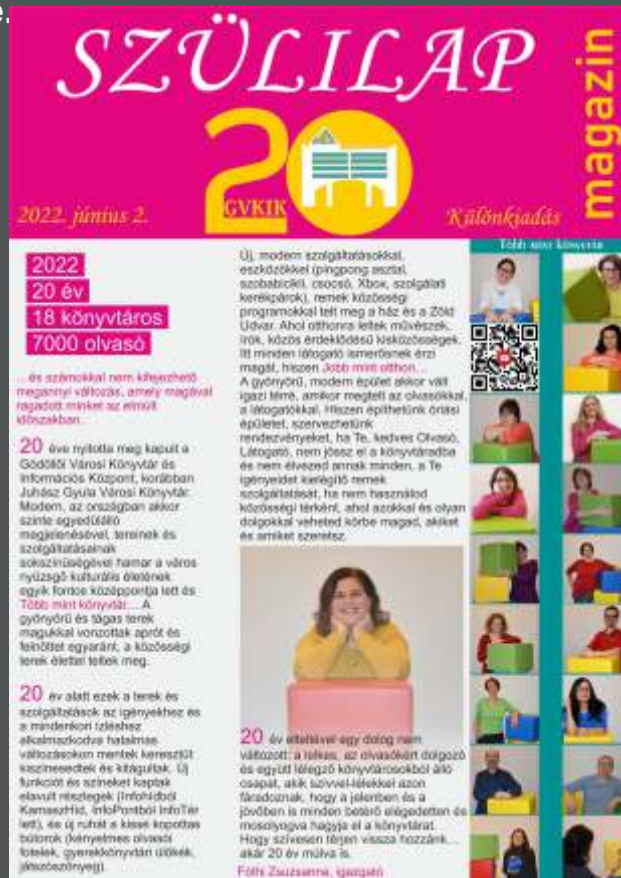 e.
SZÜLILAP
magazin
20
GVKIK
2022. június 2.
Különkiadás
Több mint könyvtár
2022
20 év
18 könyvtáros
7000 olvasó
...és számokkal nem kifejezhető
megannyi változás, amely magával
ragadott minket az elmúlt
időszakban.
20 éve nyitotta meg kapuit a
Gödöllői Városi Könyvtár és
Információs Központ, korábban
Juhász Gyula Városi Könyvtár.
Modern, az országban akkor
szinte egyedülálló
megjelenésével, tereinek és
szolgáltatásainak
sokszínűségével hamar a város
nyüzsgő kulturális életének
egyik fontos középpontja lett és
Több mint könyvtár... A
gyönyörű és tágas terek
magukkal vonzottak aprót és
felnőttet egyaránt, a közösségi
terek élettel teltek meg.
20 év alatt ezek a terek és
szolgáltatások az igényekhez és
a mindenkori ízléshez
alkalmazkodva hatalmas
változásokon mentek keresztül:
kiszínesedtek és kitágultak. Új
funkciót és színeket kaptak
elavult részlegek (Infohídból
KamaszHíd, InfoPontból InfoTér
lett), és új ruhát a kissé kopottas
bútorok (kényelmes olvasói
fotelek, gyerekkönyvtári ülőkék,
játszószőnyeg).
Új, modern szolgáltatásokkal,
eszközökkel (pingpong asztal,
szobabicikli, csocsó, Xbox, szolgálati
kerékpárok), remek közösségi
programokkal telt meg a ház és a Zöld
Udvar. Ahol otthonra leltek művészek,
írók, közös érdeklődésű kisközösségek.
Itt minden látogató ismerősnek érzi
magát, hiszen Jobb mint otthon...
A gyönyörű, modern épület akkor vált
igazi térré, amikor megtelt az olvasókkal,
a látogatókkal. Hiszen építhetünk óriási
épületet, szervezhetünk
rendezvényeket, ha Te, kedves Olvasó,
Látogató, nem jössz el a könyvtáradba
és nem élvezed annak minden, a Te
igényeidet kielégítő remek
szolgáltatását, ha nem használod
közösségi térként, ahol azokkal és olyan
dolgokkal veheted körbe magad, akiket
és amiket szeretsz.
20 év elteltével egy dolog nem
változott: a lelkes, az olvasókért dolgozó
és együtt lélegző könyvtárosokból álló
csapat, akik szívvel-lélekkel azon
fáradoznak, hogy a jelenben és a
jövőben is minden betérő elégedetten és
mosolyogva hagyja el a könyvtárat.
Hogy szívesen térjen vissza hozzánk...
akár 20 év múlva is.
Fóthi Zsuzsanna, igazgató